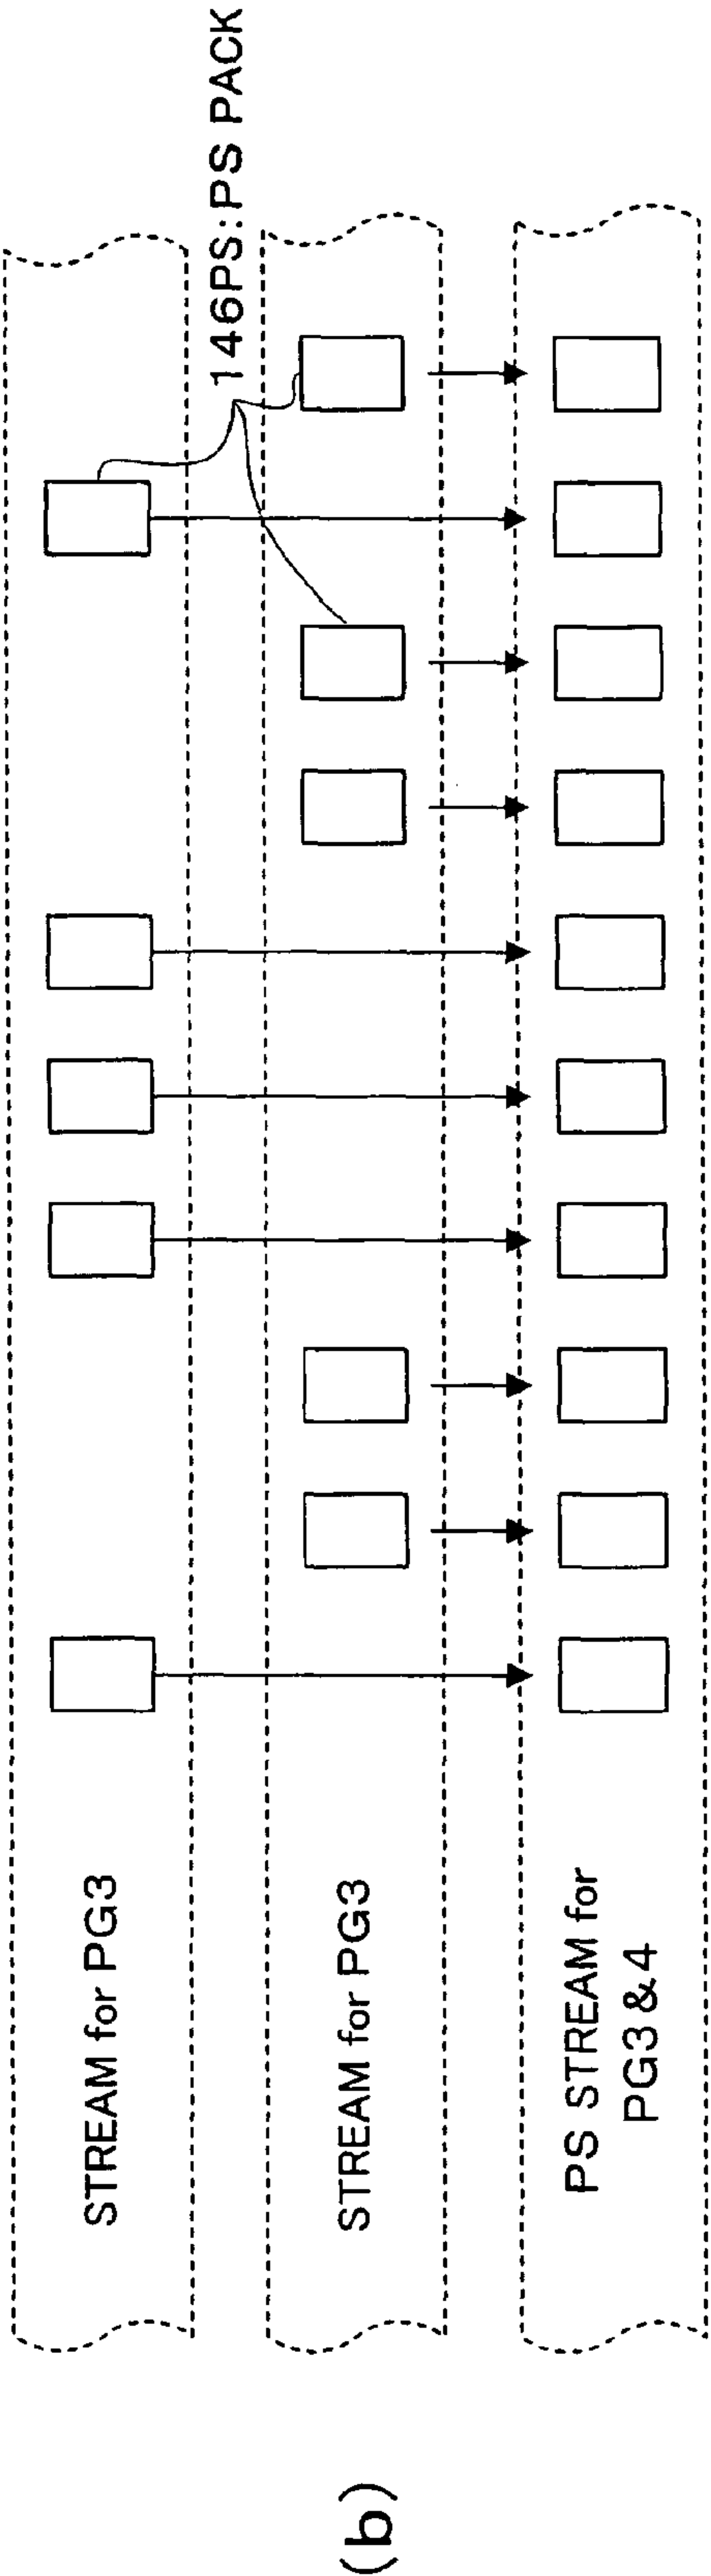 146PS:PS PACK
STREAM for PG3
STREAM for PG3
PS STREAM for
PG3&4
(b)